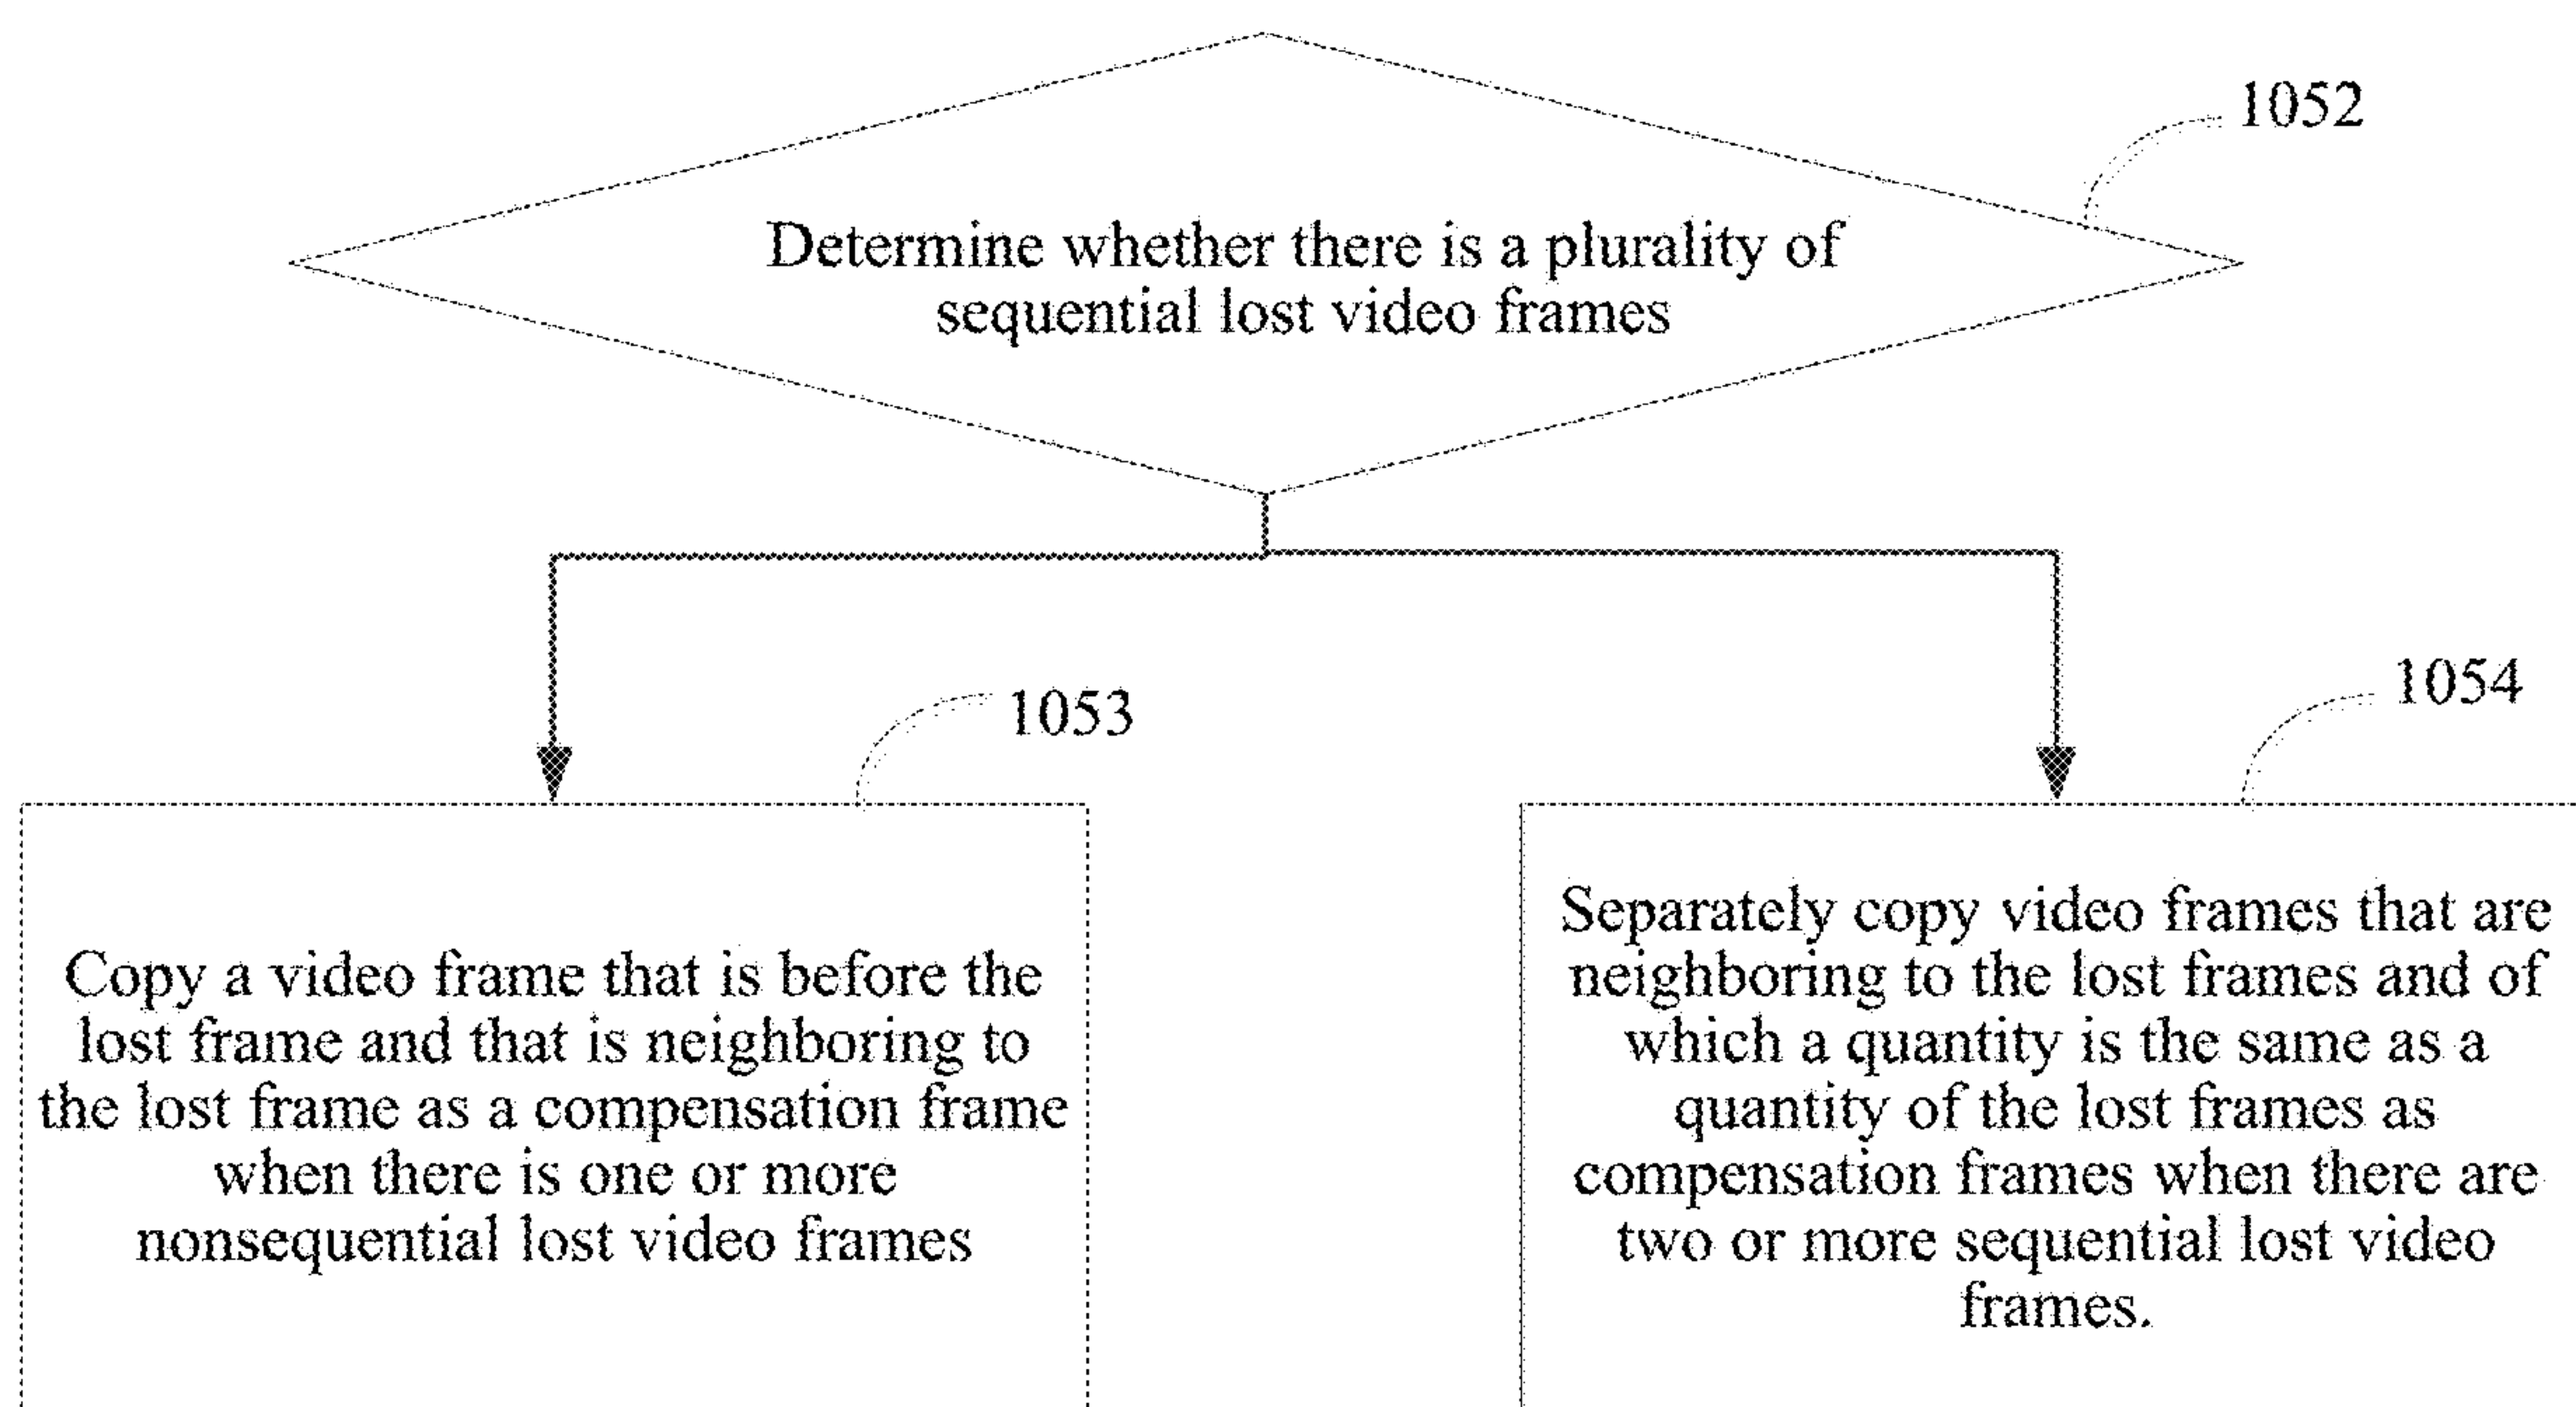 1052
Determine whether there is a plurality of
sequential lost video frames
1053
Copy a video frame that is before the
lost frame and that is neighboring to
the lost frame as a compensation frame
when there is one or more
nonsequential lost video frames
1054
Separately copy video frames that are
neighboring to the lost frames and of
which a quantity is the same as a
quantity of the lost frames as
compensation frames when there are
two or more sequential lost video
frames.